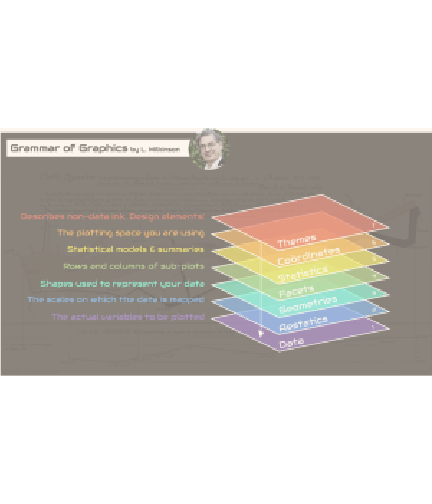 Grammar of Graphics by L. Wilkinson
Describes non-data ink. Design elements!
The plotting space you are using
Statistical models & summaries
Rows and columns of sub-plots
Shapes used to represent your data
The scales on which the data is mapped
The actual variables to be plotted
Themes
Coordinates
Statistics
Facets
Geometries
Aestatics
Data